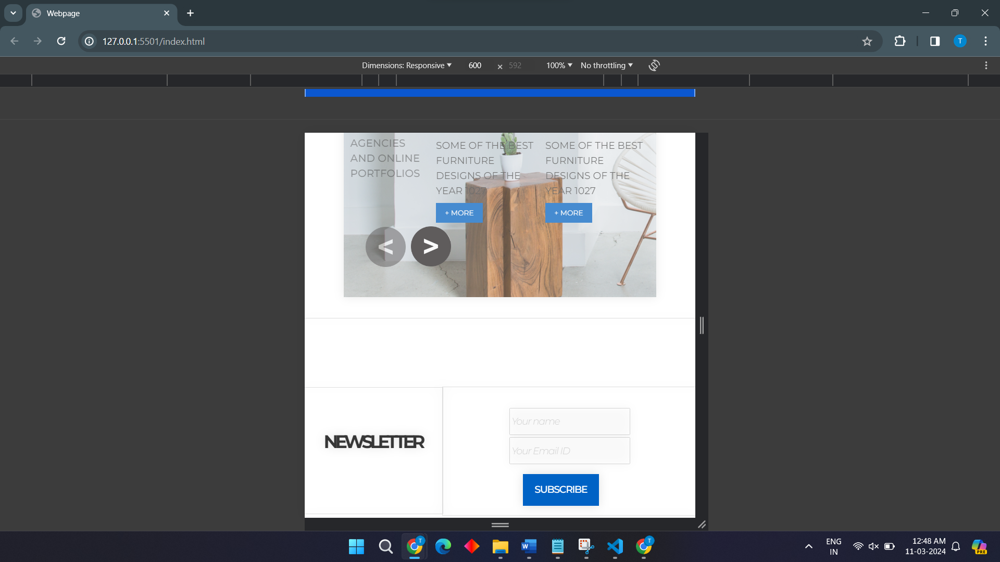 Webpage
127.0.0.1:5501/index.html
T
Dimensions: Responsive 600 × 592 100% No throttling
AGENCIES
AND ONLINE
PORTFOLIOS
SOME OF THE BEST
FURNITURE
DESIGNS OF THE
YEAR 1027
+ MORE
SOME OF THE BEST
FURNITURE
DESIGNS OF THE
YEAR 1027
+ MORE
< >
NEWSLETTER
Your name
Your Email ID
SUBSCRIBE
T
W
T
ENG
IN
12:48 AM
11-03-2024
PRE